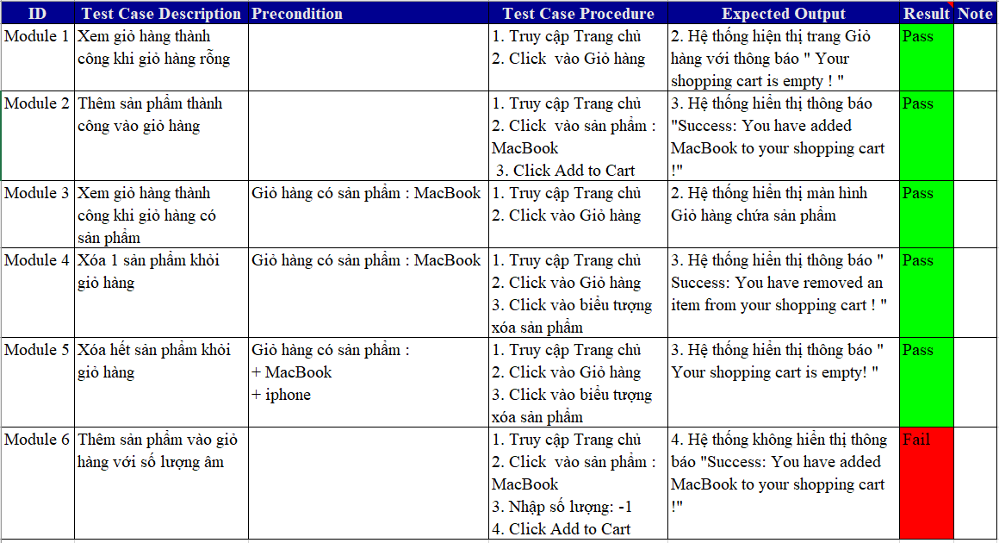 ID Test Case Description Precondition Test Case Procedure Expected Output Result Note
Module 1
Xem giỏ hàng thành
công khi giỏ hàng rỗng
1. Truy cập Trang chủ
2. Click vào Giỏ hàng
2. Hệ thống hiện thị trang Giỏ
hàng với thông báo " Your
shopping cart is empty ! "
Pass
Module 2
Thêm sản phẩm thành
công vào giỏ hàng
1. Truy cập Trang chủ
2. Click vào sản phẩm :
MacBook
3. Click Add to Cart
3. Hệ thống hiển thị thông báo
"Success: You have added
MacBook to your shopping cart
!"
Pass
Module 3
Xem giỏ hàng thành
công khi giỏ hàng có
sản phẩm
Giỏ hàng có sản phẩm : MacBook
1. Truy cập Trang chủ
2. Click vào Giỏ hàng
2. Hệ thống hiển thị màn hình
Giỏ hàng chứa sản phẩm
Pass
Module 4
Xóa 1 sản phẩm khỏi
giỏ hàng
Giỏ hàng có sản phẩm : MacBook
1. Truy cập Trang chủ
2. Click vào Giỏ hàng
3. Click vào biểu tượng
xóa sản phẩm
3. Hệ thống hiển thị thông báo "
Success: You have removed an
item from your shopping cart ! "
Pass
Module 5
Xóa hết sản phẩm khỏi
giỏ hàng
Giỏ hàng có sản phẩm :
+ MacBook
+ iphone
1. Truy cập Trang chủ
2. Click vào Giỏ hàng
3. Click vào biểu tượng
xóa sản phẩm
3. Hệ thống hiển thị thông báo "
Your shopping cart is empty! "
Pass
Module 6
Thêm sản phẩm vào giỏ
hàng với số lượng âm
1. Truy cập Trang chủ
2. Click vào sản phẩm :
MacBook
3. Nhập số lượng: -1
4. Click Add to Cart
4. Hệ thống không hiển thị thông
báo "Success: You have added
MacBook to your shopping cart
!"
Fail